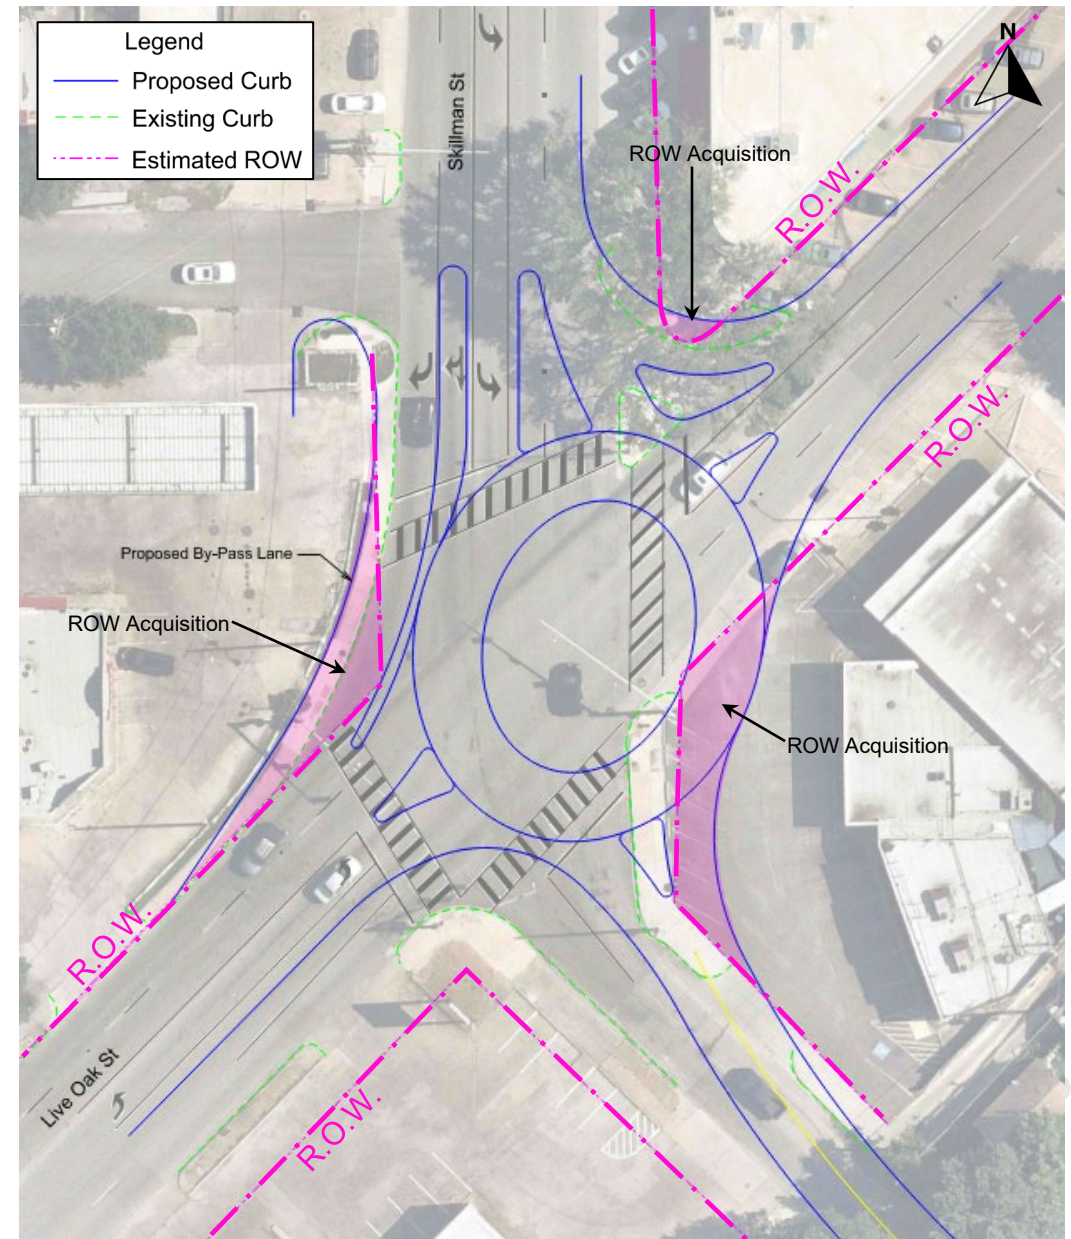 Legend
Proposed Curb
Existing Curb
Estimated ROW
Skillman St
N
ROW Acquisition
R.O.W.
R.O.W.
Proposed By-Pass Lane
ROW Acquisition
ROW Acquisition
R.O.W.
Live Oak St
R.O.W.